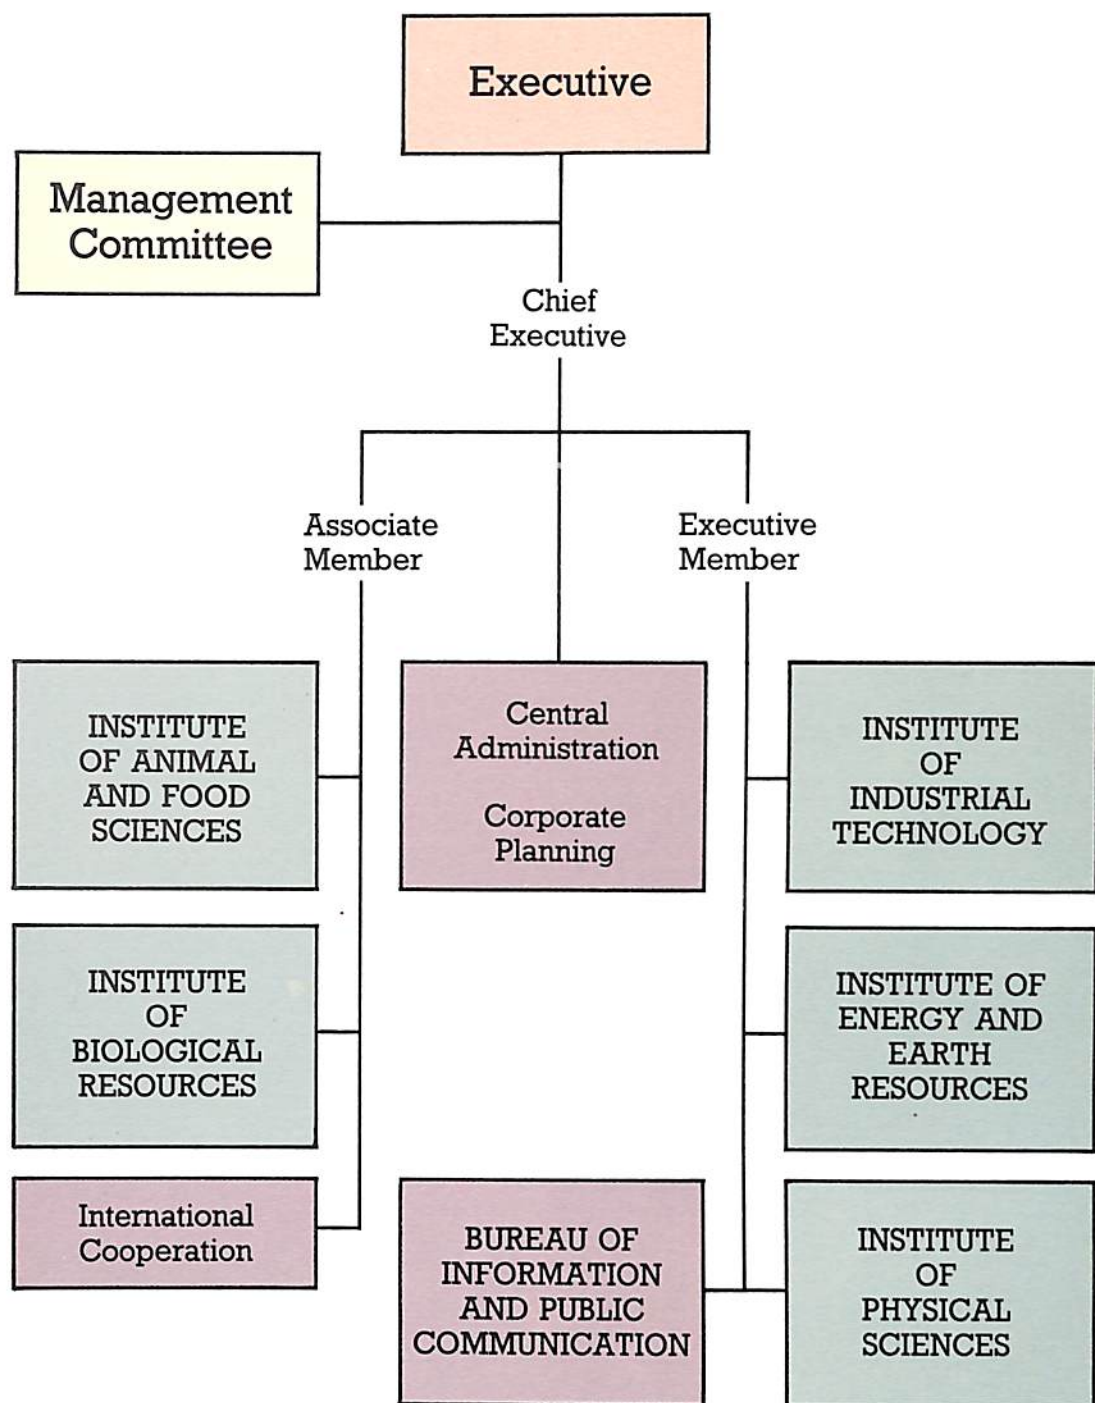 Executive
Management
Committee
Chief
Executive
Associate
Member
Executive
Member
INSTITUTE
OF ANIMAL
AND FOOD
SCIENCES
Central
Administration
Corporate
Planning
INSTITUTE
OF
INDUSTRIAL
TECHNOLOGY
INSTITUTE
OF
BIOLOGICAL
RESOURCES
INSTITUTE OF
ENERGY AND
EARTH
RESOURCES
International
Cooperation
BUREAU OF
INFORMATION
AND PUBLIC
COMMUNICATION
INSTITUTE
OF
PHYSICAL
SCIENCES